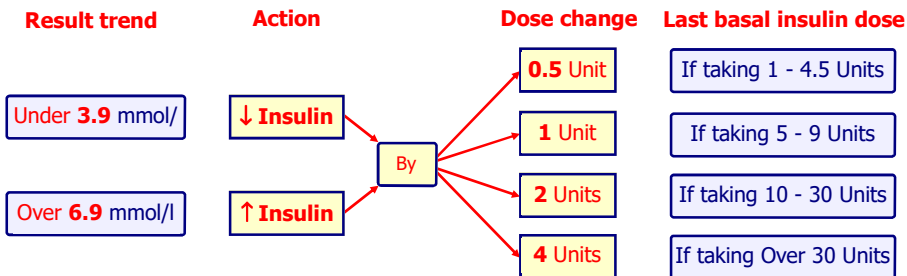 Result trend
Action
Dose change
Last basal insulin dose
0.5 Unit
If taking 1 - 4.5 Units
Under 3.9 mmol/
↓ Insulin
1 Unit
If taking 5 - 9 Units
By
2 Units
If taking 10 - 30 Units
Over 6.9 mmol/l
↑ Insulin
4 Units
If taking Over 30 Units